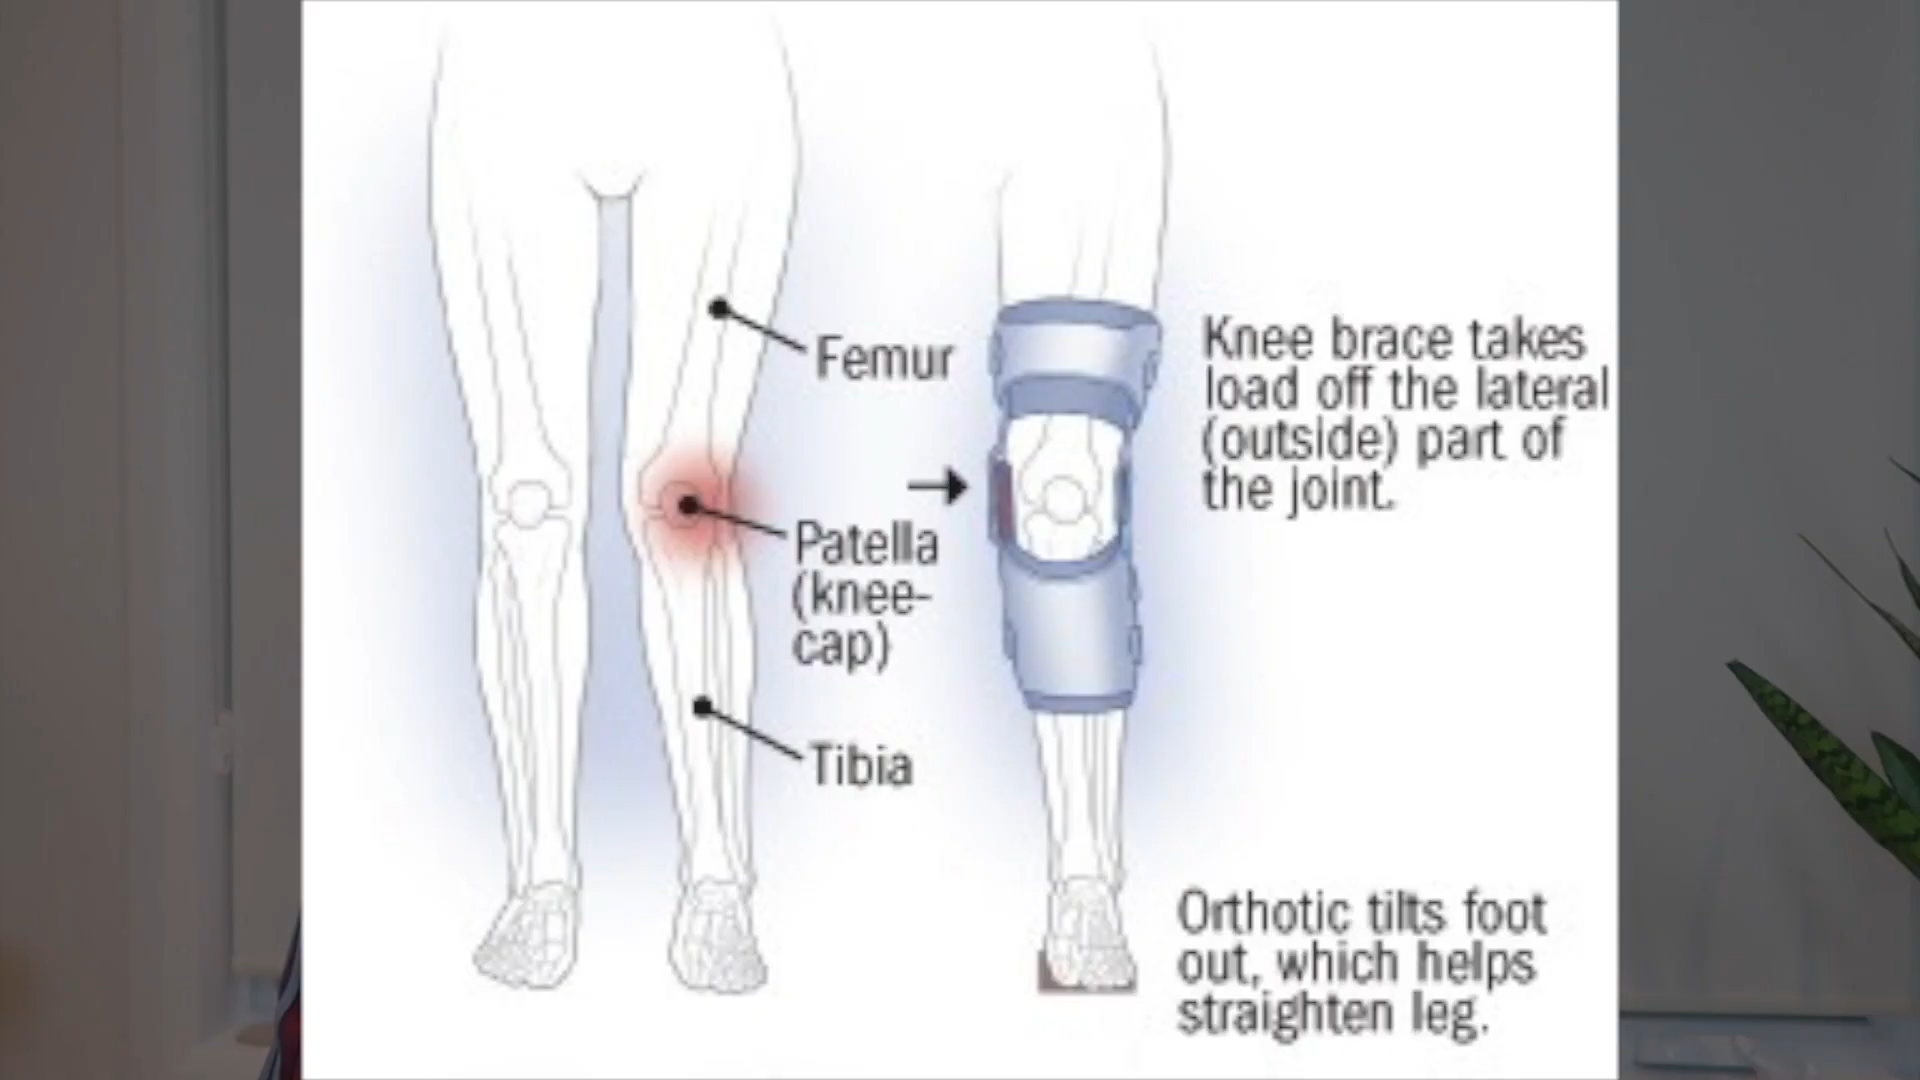 Femur
Patella
(knee-
cap)
Tibia
Knee brace takes
load off the lateral
(outside) part of
the joint.
Orthotic tilts foot
out, which helps
straighten leg.